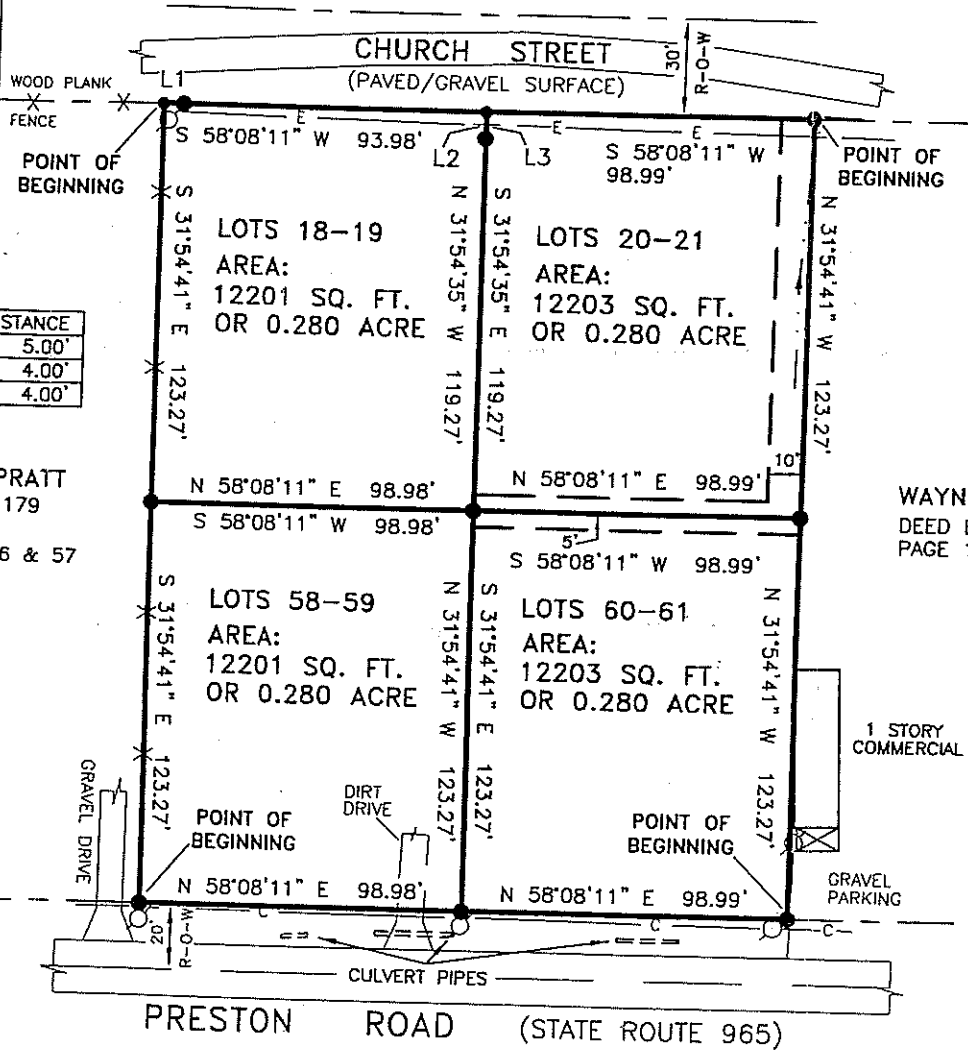 CHURCH STREET
(PAVED/GRAVEL SURFACE)
30'
R-O-W
WOOD PLANK
FENCE
L1
E
E
E
S 58°08'11" W 93.98'
L2
L3
S 58°08'11" W
98.99'
POINT OF
BEGINNING
POINT OF
BEGINNING
S 31°54'41" E 123.27'
LOTS 18-19
AREA:
12201 SQ. FT.
OR 0.280 ACRE
N 31°54'35" W 119.27'
S 31°54'35" E 119.27'
LOTS 20-21
AREA:
12203 SQ. FT.
OR 0.280 ACRE
N 31°54'41" W 123.27'
STANCE
5.00'
4.00'
4.00'
10'
PRATT
179
6 & 57
N 58°08'11" E 98.98'
N 58°08'11" E 98.99'
S 58°08'11" W 98.98'
5'
S 58°08'11" W 98.99'
WAYN
DEED
PAGE
S 31°54'41" E 123.27'
LOTS 58-59
AREA:
12201 SQ. FT.
OR 0.280 ACRE
N 31°54'41" W 123.27'
S 31°54'41" E 123.27'
LOTS 60-61
AREA:
12203 SQ. FT.
OR 0.280 ACRE
N 31°54'41" W 123.27'
1 STORY
COMMERCIAL
GRAVEL DRIVE
DIRT
DRIVE
POINT OF
BEGINNING
POINT OF
BEGINNING
GRAVEL
PARKING
N 58°08'11" E 98.98'
N 58°08'11" E 98.99'
C
C
C
20'
R-O-W
CULVERT PIPES
PRESTON ROAD (STATE ROUTE 965)